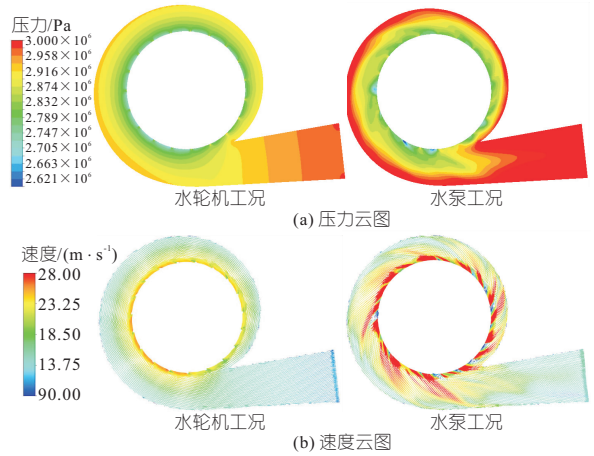 压力/Pa
3.000×10⁶
2.958×10⁶
2.916×10⁶
2.874×10⁶
2.832×10⁶
2.789×10⁶
2.747×10⁶
2.705×10⁶
2.663×10⁶
2.621×10⁶
水轮机工况 水泵工况
(a) 压力云图
速度/(m · s⁻¹)
28.00
23.25
18.50
13.75
90.00
水轮机工况 水泵工况
(b) 速度云图